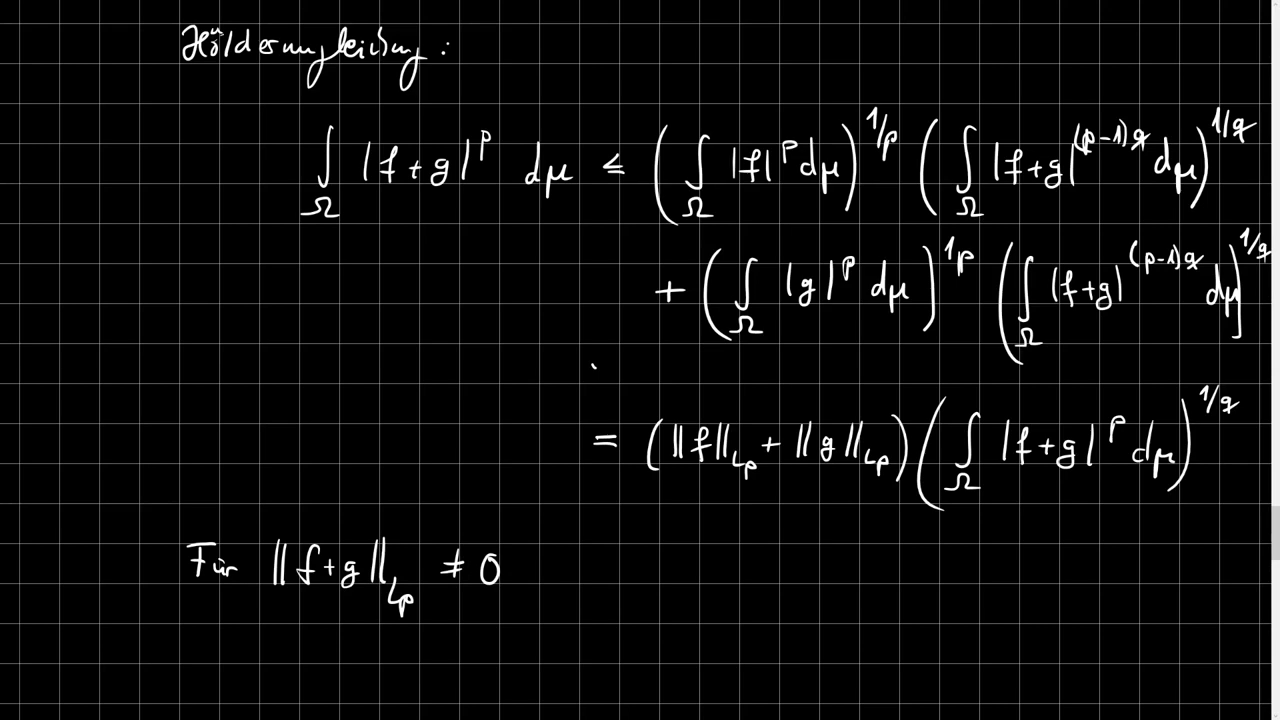 Hölderungleichung:
∫_Ω |f+g|^p dμ ≤ (∫_Ω |f|^p dμ)^{1/p} (∫_Ω |f+g|^{(p-1)q} dμ)^{1/q}
+ (∫_Ω |g|^p dμ)^{1/p} (∫_Ω |f+g|^{(p-1)q} dμ)^{1/q}
= (||f||_{L_p} + ||g||_{L_p}) (∫_Ω |f+g|^p dμ)^{1/q}
Für ||f+g||_{L_p} ≠ 0